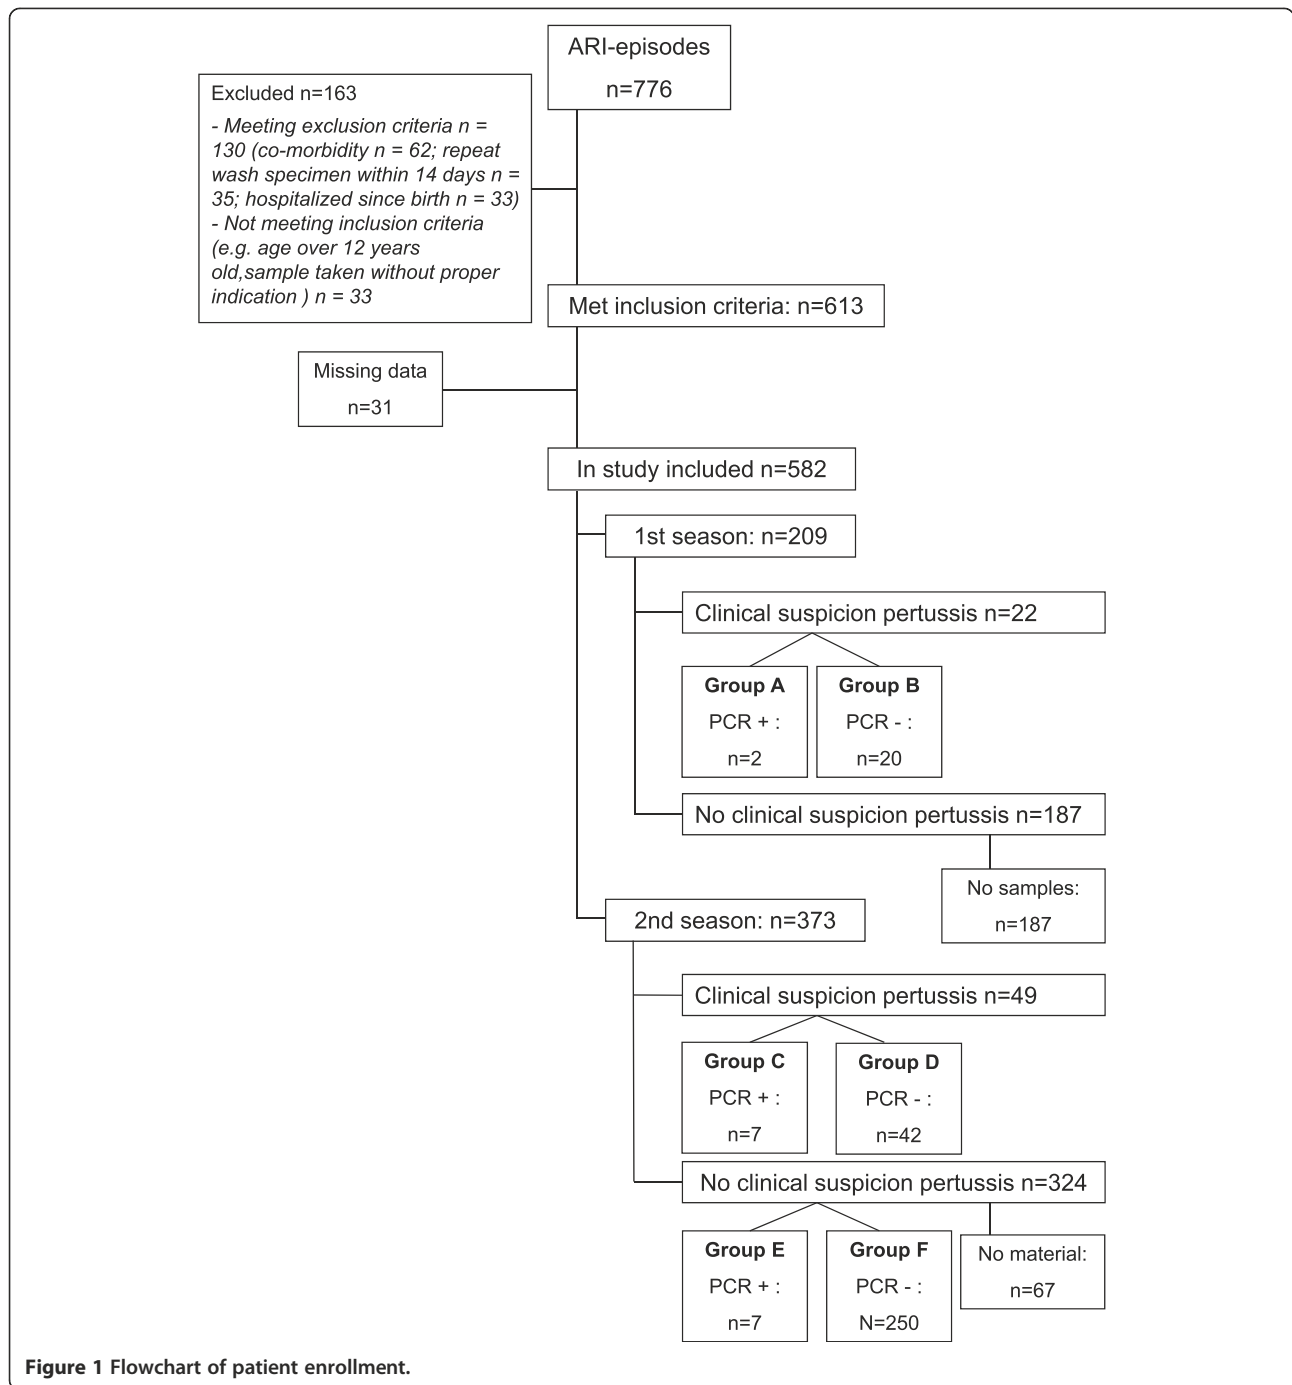 ARI-episodes
n=776
Excluded n=163
- Meeting exclusion criteria n =
130 (co-morbidity n = 62; repeat
wash specimen within 14 days n =
35; hospitalized since birth n = 33)
- Not meeting inclusion criteria
(e.g. age over 12 years
old,sample taken without proper
indication ) n = 33
Met inclusion criteria: n=613
Missing data
n=31
In study included n=582
1st season: n=209
Clinical suspicion pertussis n=22
Group A
PCR + :
n=2
Group B
PCR - :
n=20
No clinical suspicion pertussis n=187
No samples:
n=187
2nd season: n=373
Clinical suspicion pertussis n=49
Group C
PCR + :
n=7
Group D
PCR - :
n=42
No clinical suspicion pertussis n=324
Group E
PCR + :
n=7
Group F
PCR - :
N=250
No material:
n=67
Figure 1 Flowchart of patient enrollment.